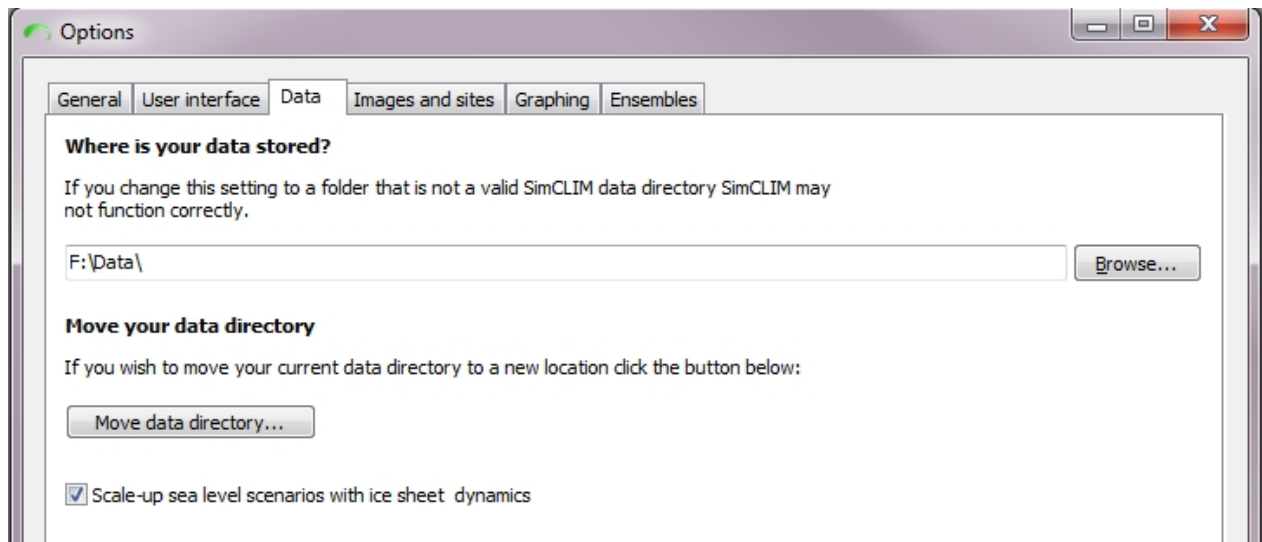 Options
General User interface Data Images and sites Graphing Ensembles
Where is your data stored?
If you change this setting to a folder that is not a valid SimCLIM data directory SimCLIM may
not function correctly.
F:\Data\ Browse...
Move your data directory
If you wish to move your current data directory to a new location click the button below:
Move data directory...
Scale-up sea level scenarios with ice sheet  dynamics